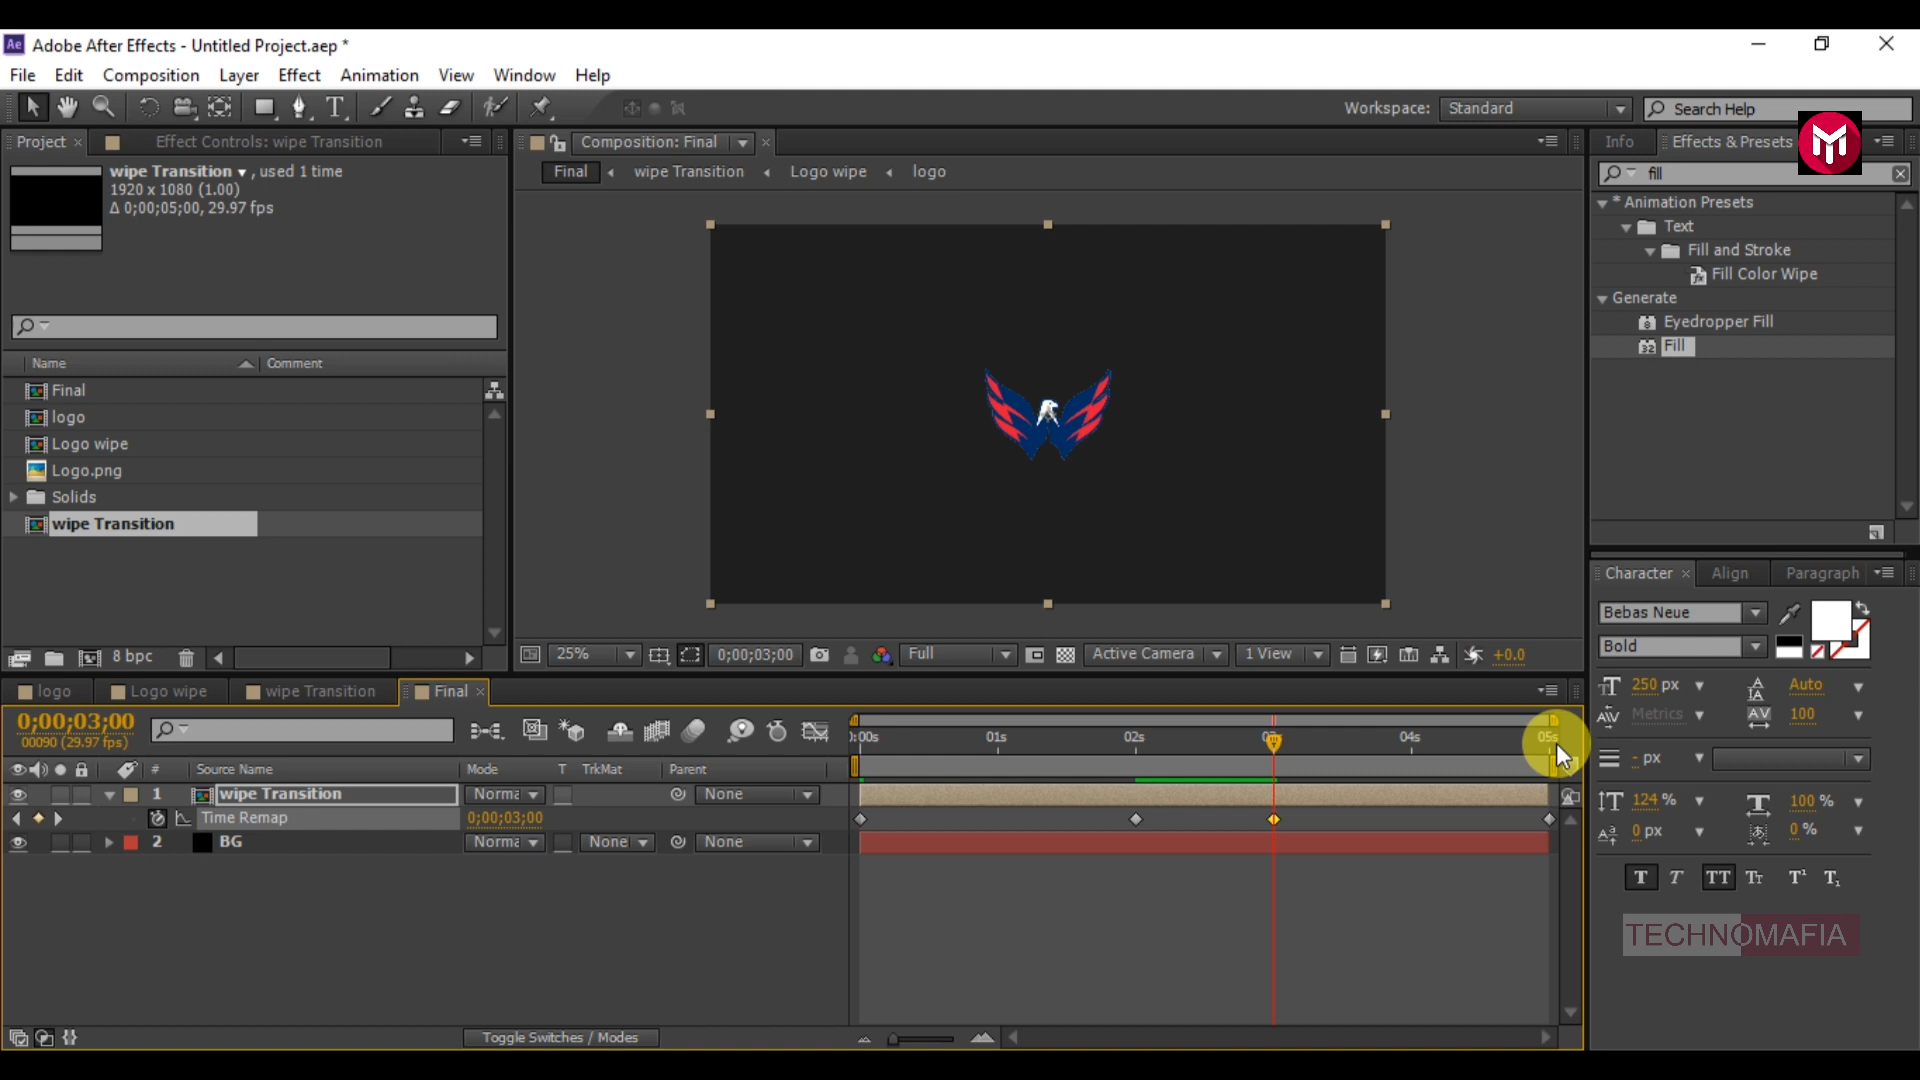 Ae Adobe After Effects - Untitled Project.aep *
File Edit Composition Layer Effect Animation View Window Help
Workspace: Standard Search Help
Project × Effect Controls: wipe Transition
Composition: Final ×
Info Effects & Presets
wipe Transition ▾ , used 1 time
1920 x 1080 (1.00)
Δ 0;00;05;00, 29.97 fps
Final wipe Transition Logo wipe logo
fill
* Animation Presets
Text
Fill and Stroke
Fill Color Wipe
Generate
Eyedropper Fill
Fill
Name Comment
Final
logo
Logo wipe
Logo.png
Solids
wipe Transition
8 bpc
25% 0;00;03;00 Full Active Camera 1 View +0.0
Character × Align Paragraph
Bebas Neue
Bold
250 px Auto
Metrics 100
- px
124 % 100 %
0 px 0 %
T T TT Tt T¹ T₁
TECHNOMAFIA
logo Logo wipe wipe Transition Final ×
0;00;03;00
00090 (29.97 fps)
01s 02s 04s 05s
# Source Name Mode T TrkMat Parent
1 wipe Transition Norma None
Time Remap 0;00;03;00
2 BG Norma None None
Toggle Switches / Modes